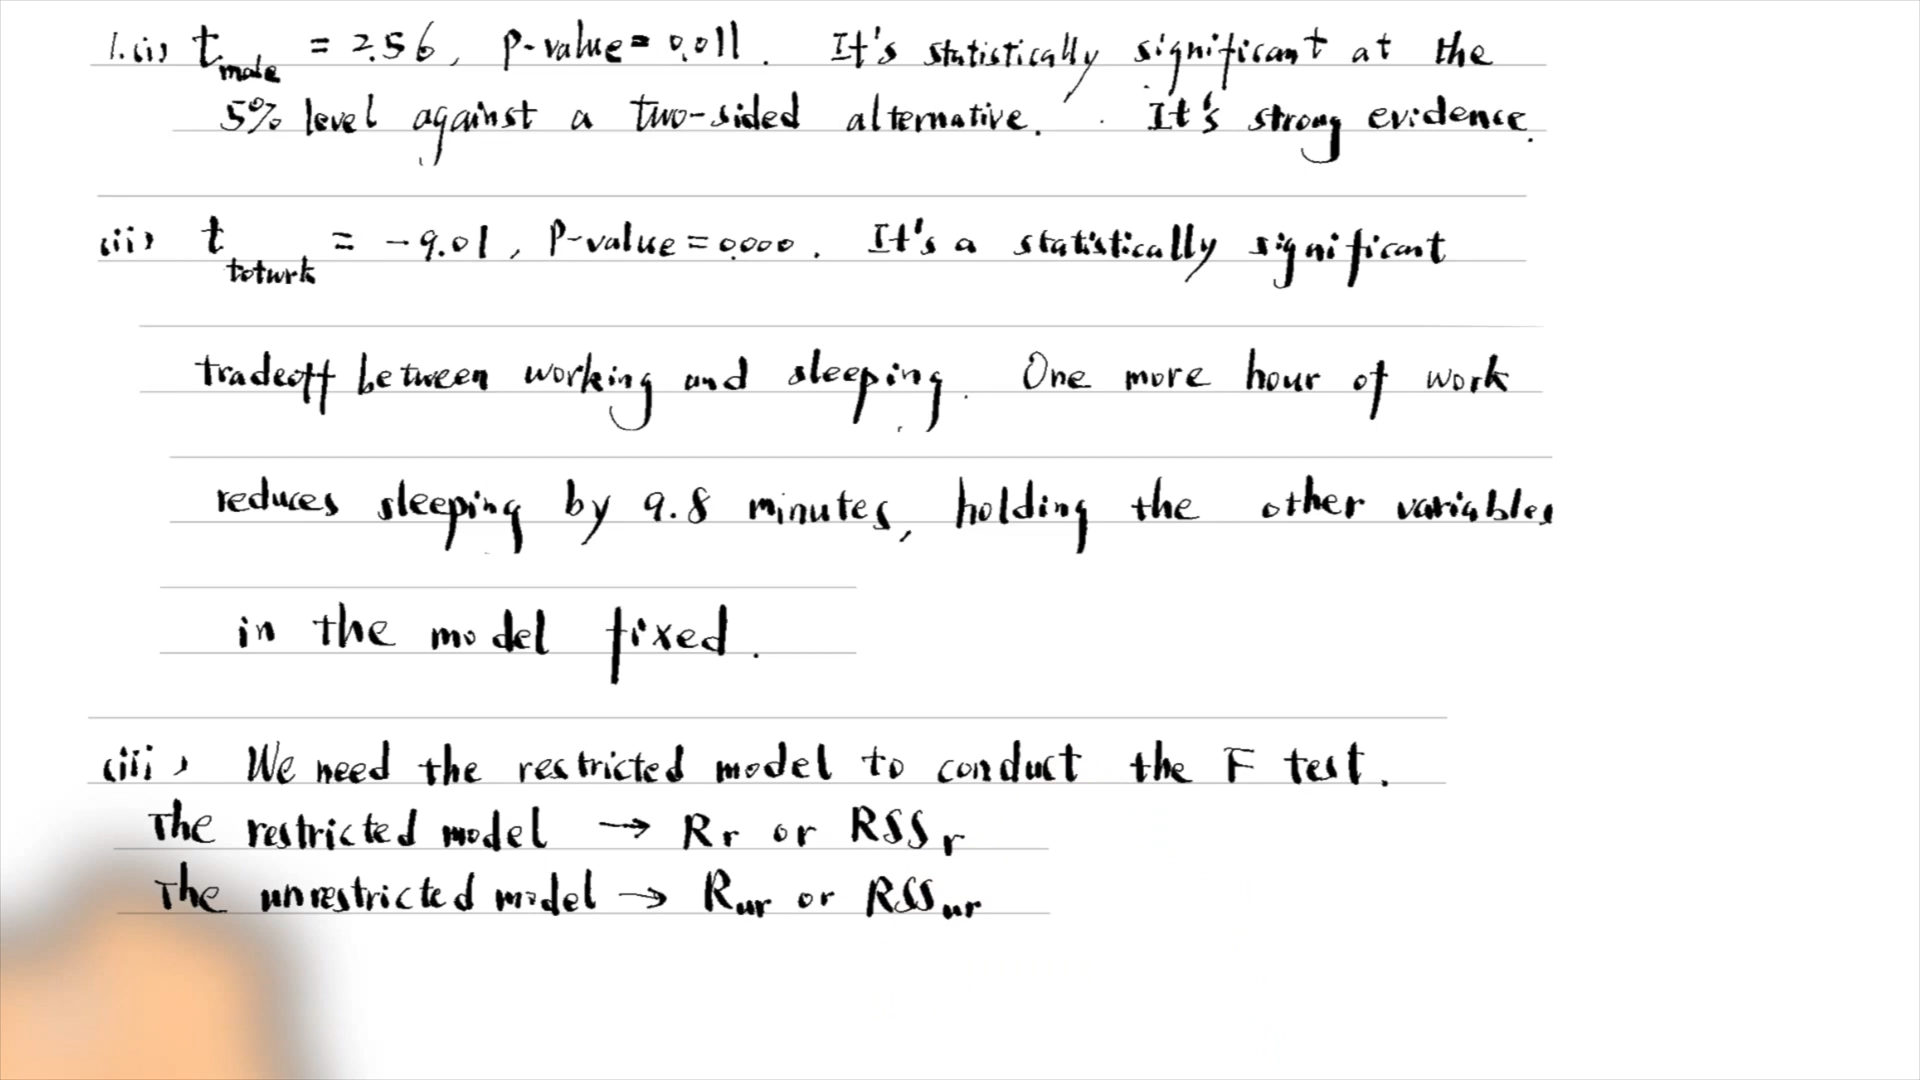 1.(i) t_male = 2.56, p-value = 0.011. It's statistically significant at the
5% level against a two-sided alternative. It's strong evidence.
(ii) t_totwrk = -9.01, P-value = 0.000. It's a statistically significant
tradeoff between working and sleeping. One more hour of work
reduces sleeping by 9.8 minutes, holding the other variables
in the model fixed.
(iii) We need the restricted model to conduct the F test.
The restricted model → Rr or RSSr
The unrestricted model → Rur or RSSur